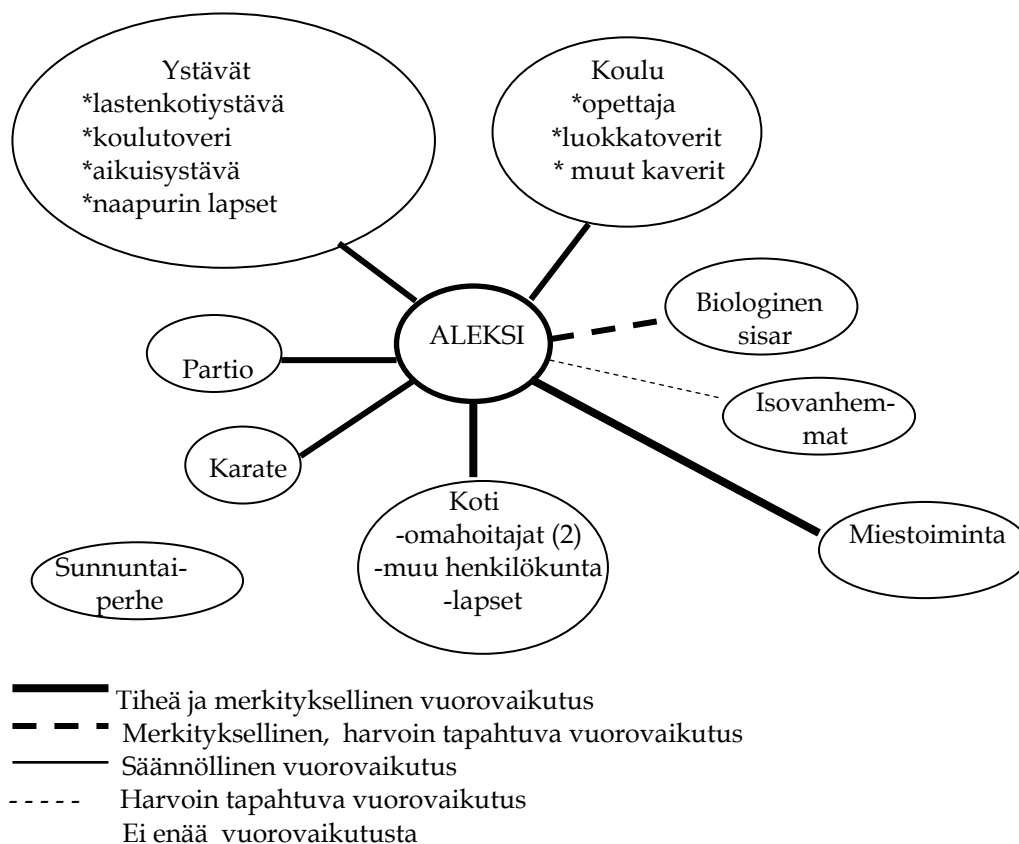 Ystävät
*lastenkotiystävä
*koulutoveri
*aikuisystävä
*naapurin lapset
Koulu
*opettaja
*luokkatoverit
* muut kaverit
ALEKSI
Biologinen
sisar
Partio
Isovanhem-
mat
Karate
Koti
-omahoitajat (2)
-muu henkilökunta
-lapset
Miestoiminta
Sunnuntai-
perhe
Tiheä ja merkityksellinen vuorovaikutus
Merkityksellinen, harvoin tapahtuva vuorovaikutus
Säännöllinen vuorovaikutus
Harvoin tapahtuva vuorovaikutus
Ei enää vuorovaikutusta